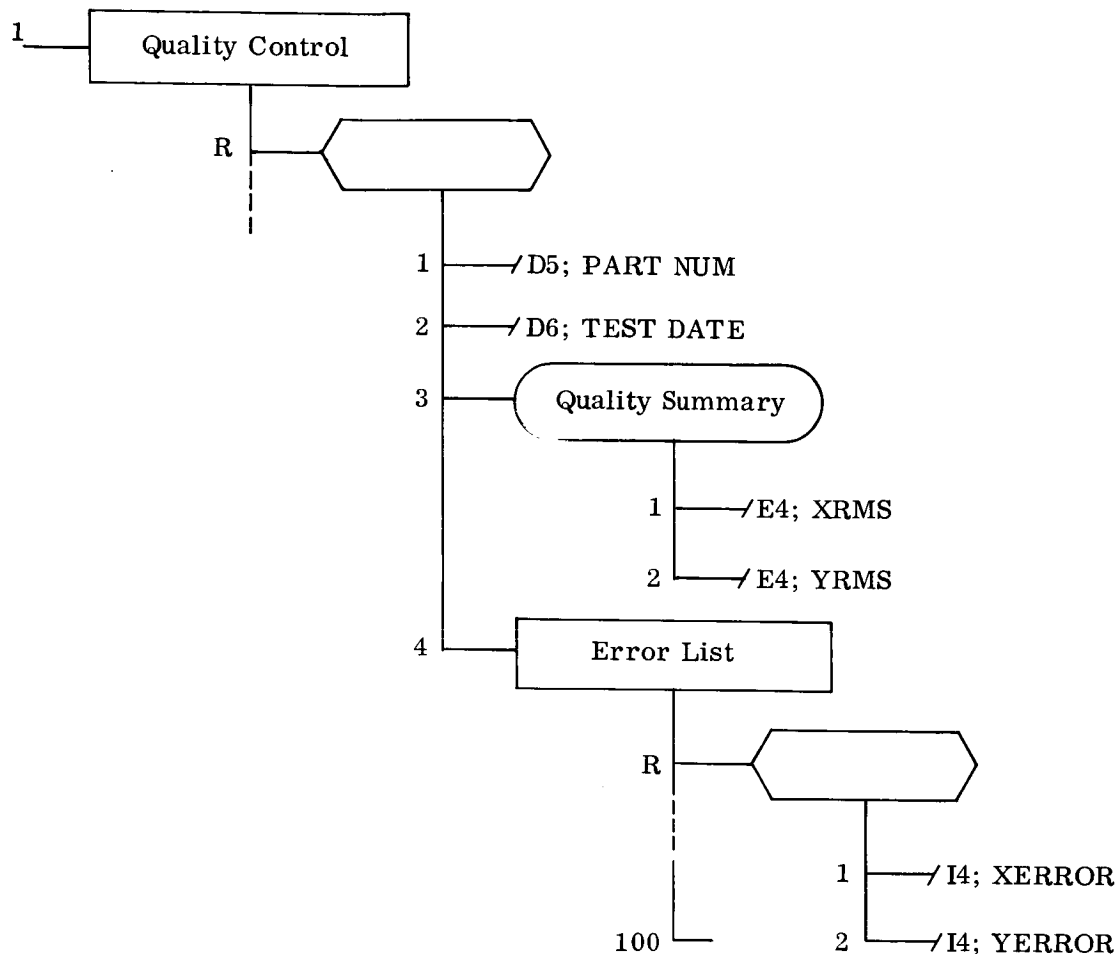 1
Quality Control
R
1 D5; PART NUM
2 D6; TEST DATE
3 Quality Summary
1 E4; XRMS
2 E4; YRMS
4 Error List
R
1 I4; XERROR
100 2 I4; YERROR